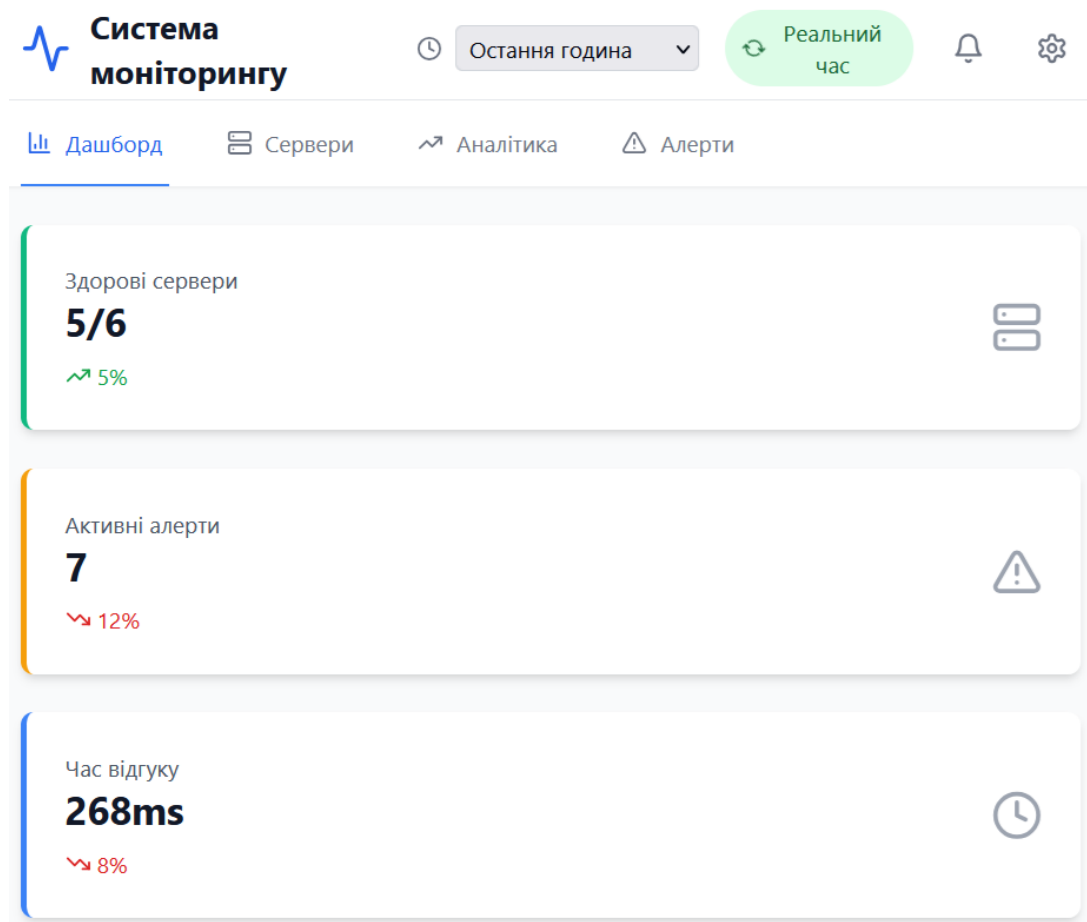 Система
моніторингу
Остання година
Реальний
час
Дашборд
Сервери
Аналітика
Алерти
Здорові сервери
5/6
5%
Активні алерти
7
12%
Час відгуку
268ms
8%